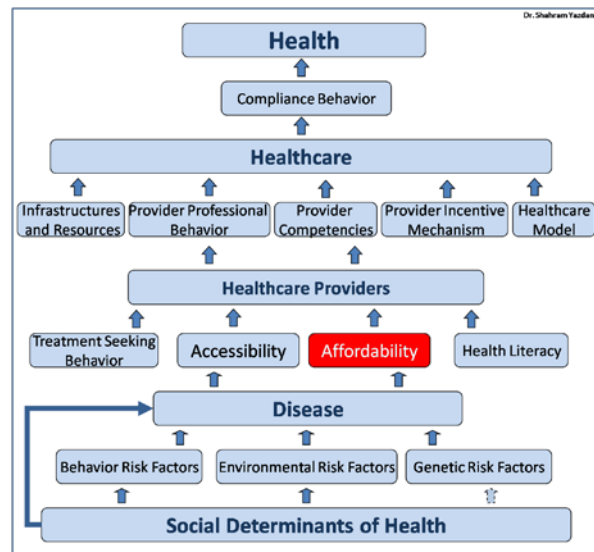 Dr. Shahram Yazdani
Health
Compliance Behavior
Healthcare
Infrastructures
and Resources
Provider Professional
Behavior
Provider
Competencies
Provider Incentive
Mechanism
Healthcare
Model
Healthcare Providers
Treatment Seeking
Behavior
Accessibility
Affordability
Health Literacy
Disease
Behavior Risk Factors
Environmental Risk Factors
Genetic Risk Factors
Social Determinants of Health